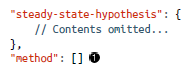 "steady-state-hypothesis": {
    // Contents omitted...
},
"method": [] ❶